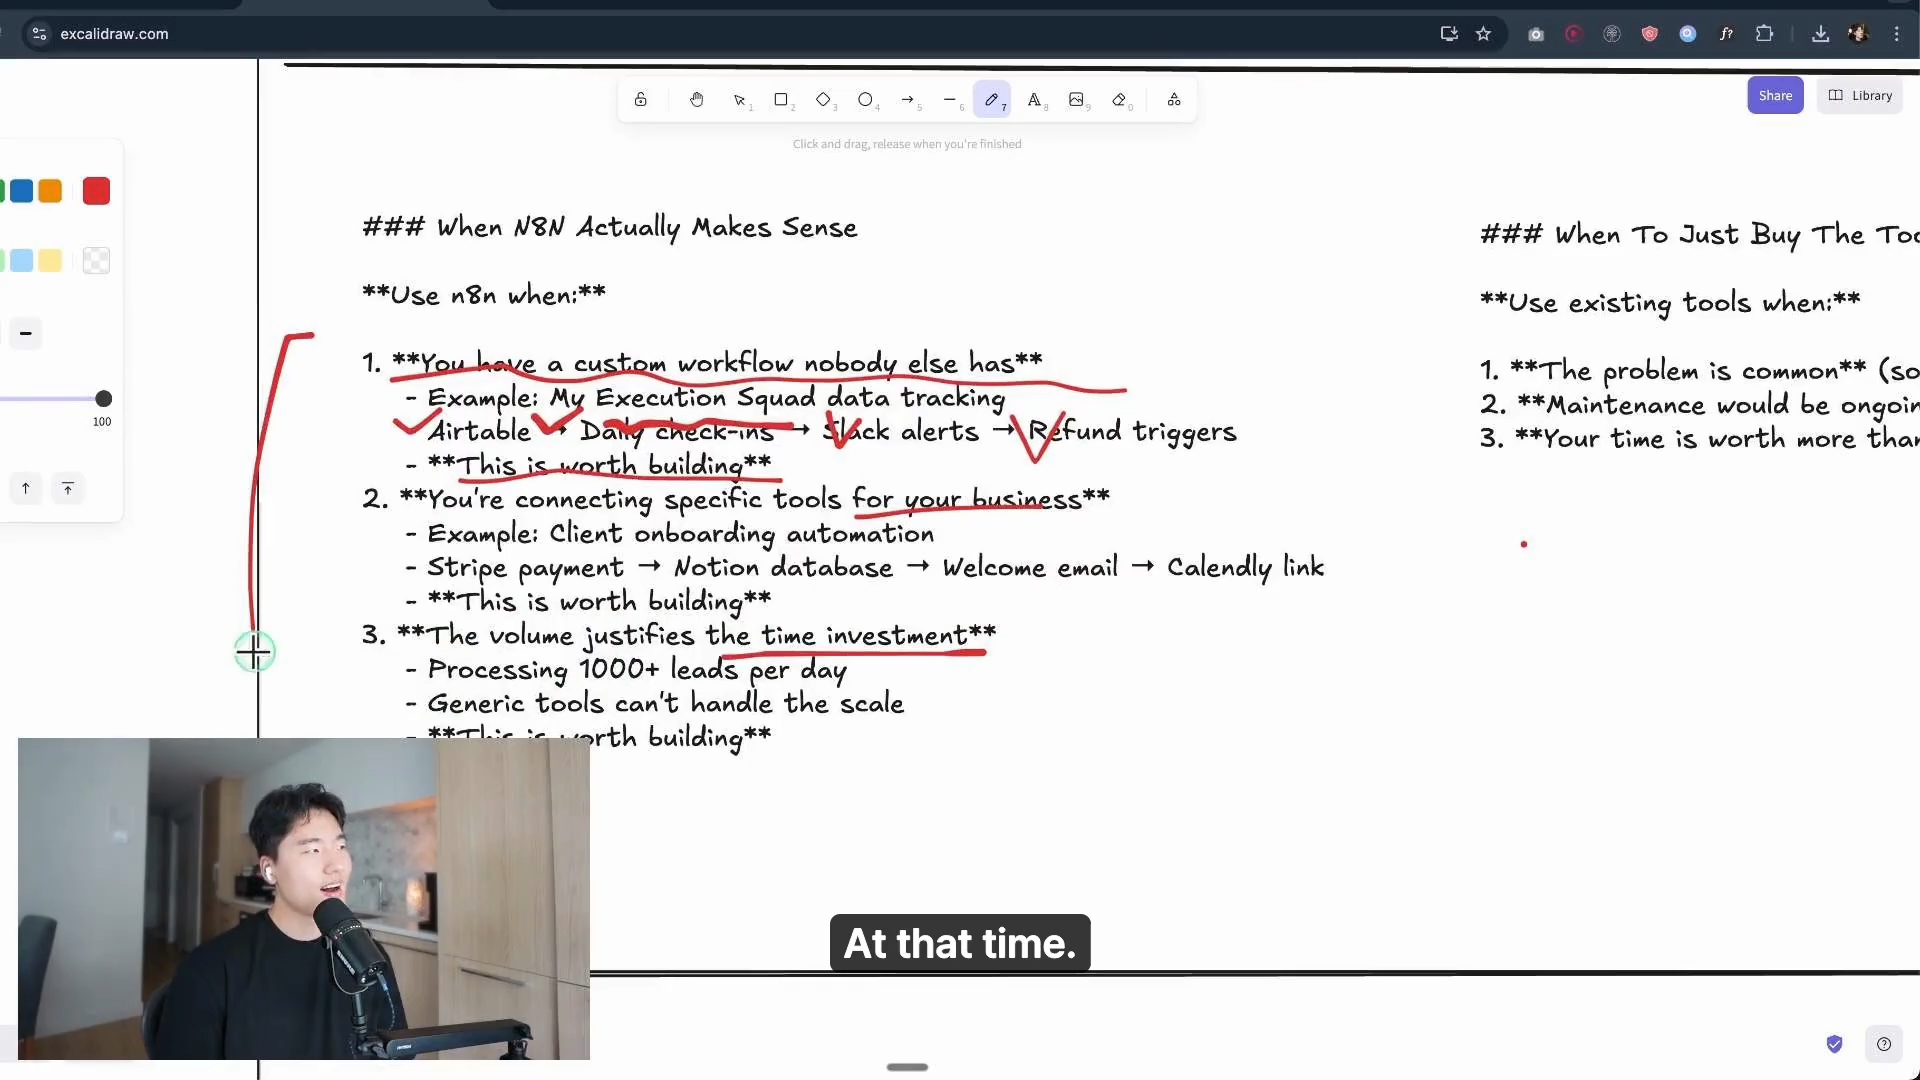 excalidraw.com
Share
Library
Click and drag, release when you're finished
100
### When N8N Actually Makes Sense
**Use n8n when:**
1. **You have a custom workflow nobody else has**
- Example: My Execution Squad data tracking
Airtable → Daily check-ins → Slack alerts → Refund triggers
- **This is worth building**
2. **You're connecting specific tools for your business**
- Example: Client onboarding automation
- Stripe payment → Notion database → Welcome email → Calendly link
- **This is worth building**
3. **The volume justifies the time investment**
- Processing 1000+ leads per day
- Generic tools can't handle the scale
- **This is worth building**
### When To Just Buy The
**Use existing tools when:**
1. **The problem is common**
2. **Maintenance would be
3. **Your time is worth more
At that time.